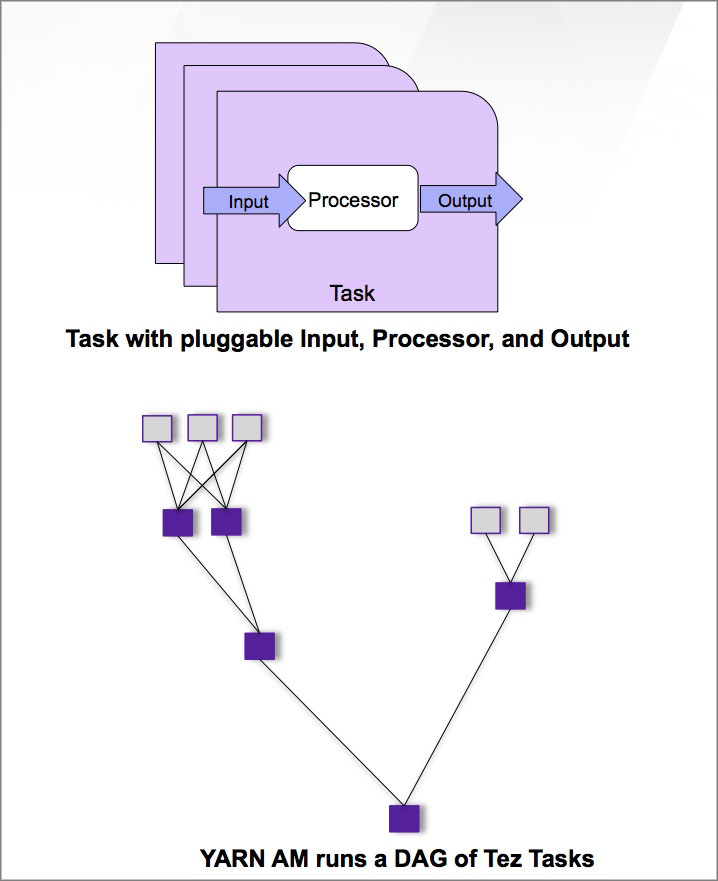 Input
Processor
Output
Task
Task with pluggable Input, Processor, and Output
YARN AM runs a DAG of Tez Tasks